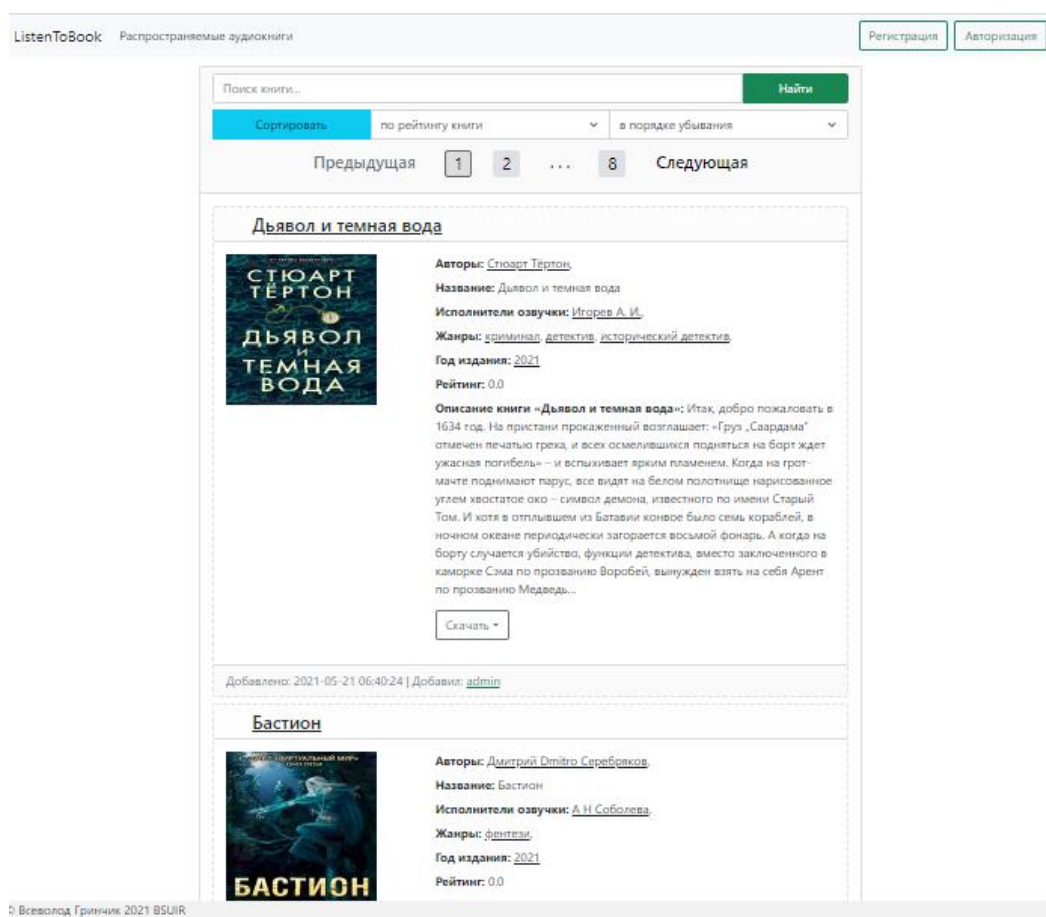 ListenToBook Распространяемые аудиокниги Регистрация Авторизация
Поиск книги... Найти
Сортировать по рейтингу книги в порядке убывания
Предыдущая 1 2 ... 8 Следующая
Дьявол и темная вода
СТЮАРТ
ТЁРТОН
ДЬЯВОЛ
И
ТЕМНАЯ
ВОДА
Авторы: Стюарт Тёртон,
Название: Дьявол и темная вода
Исполнители озвучки: Игорев А. И.,
Жанры: криминал, детектив, исторический детектив,
Год издания: 2021
Рейтинг: 0.0
Описание книги «Дьявол и темная вода»: Итак, добро пожаловать в
1634 год. На пристани прокаженный возглашает: «Груз „Саардама“
отмечен печатью греха, и всех осмелившихся подняться на борт ждет
ужасная погибель» – и вспыхивает ярким пламенем. Когда на грот-
мачте поднимают парус, все видят на белом полотнище нарисованное
углем хвостатое око – символ демона, известного по имени Старый
Том. И хотя в отплывшем из Батавии конвое было семь кораблей, в
ночном океане периодически загорается восьмой фонарь. А когда на
борту случается убийство, функции детектива, вместо заключенного в
каморке Сэма по прозванию Воробей, вынужден взять на себя Арент
по прозванию Медведь...
Скачать
Добавлено: 2021-05-21 06:40:24 | Добавил: admin
Бастион
БАСТИОН
Авторы: Дмитрий Dmitro Серебряков,
Название: Бастион
Исполнители озвучки: А Н Соболева,
Жанры: фентези,
Год издания: 2021
Рейтинг: 0.0
© Всеволод Гринчик 2021 BSUIR